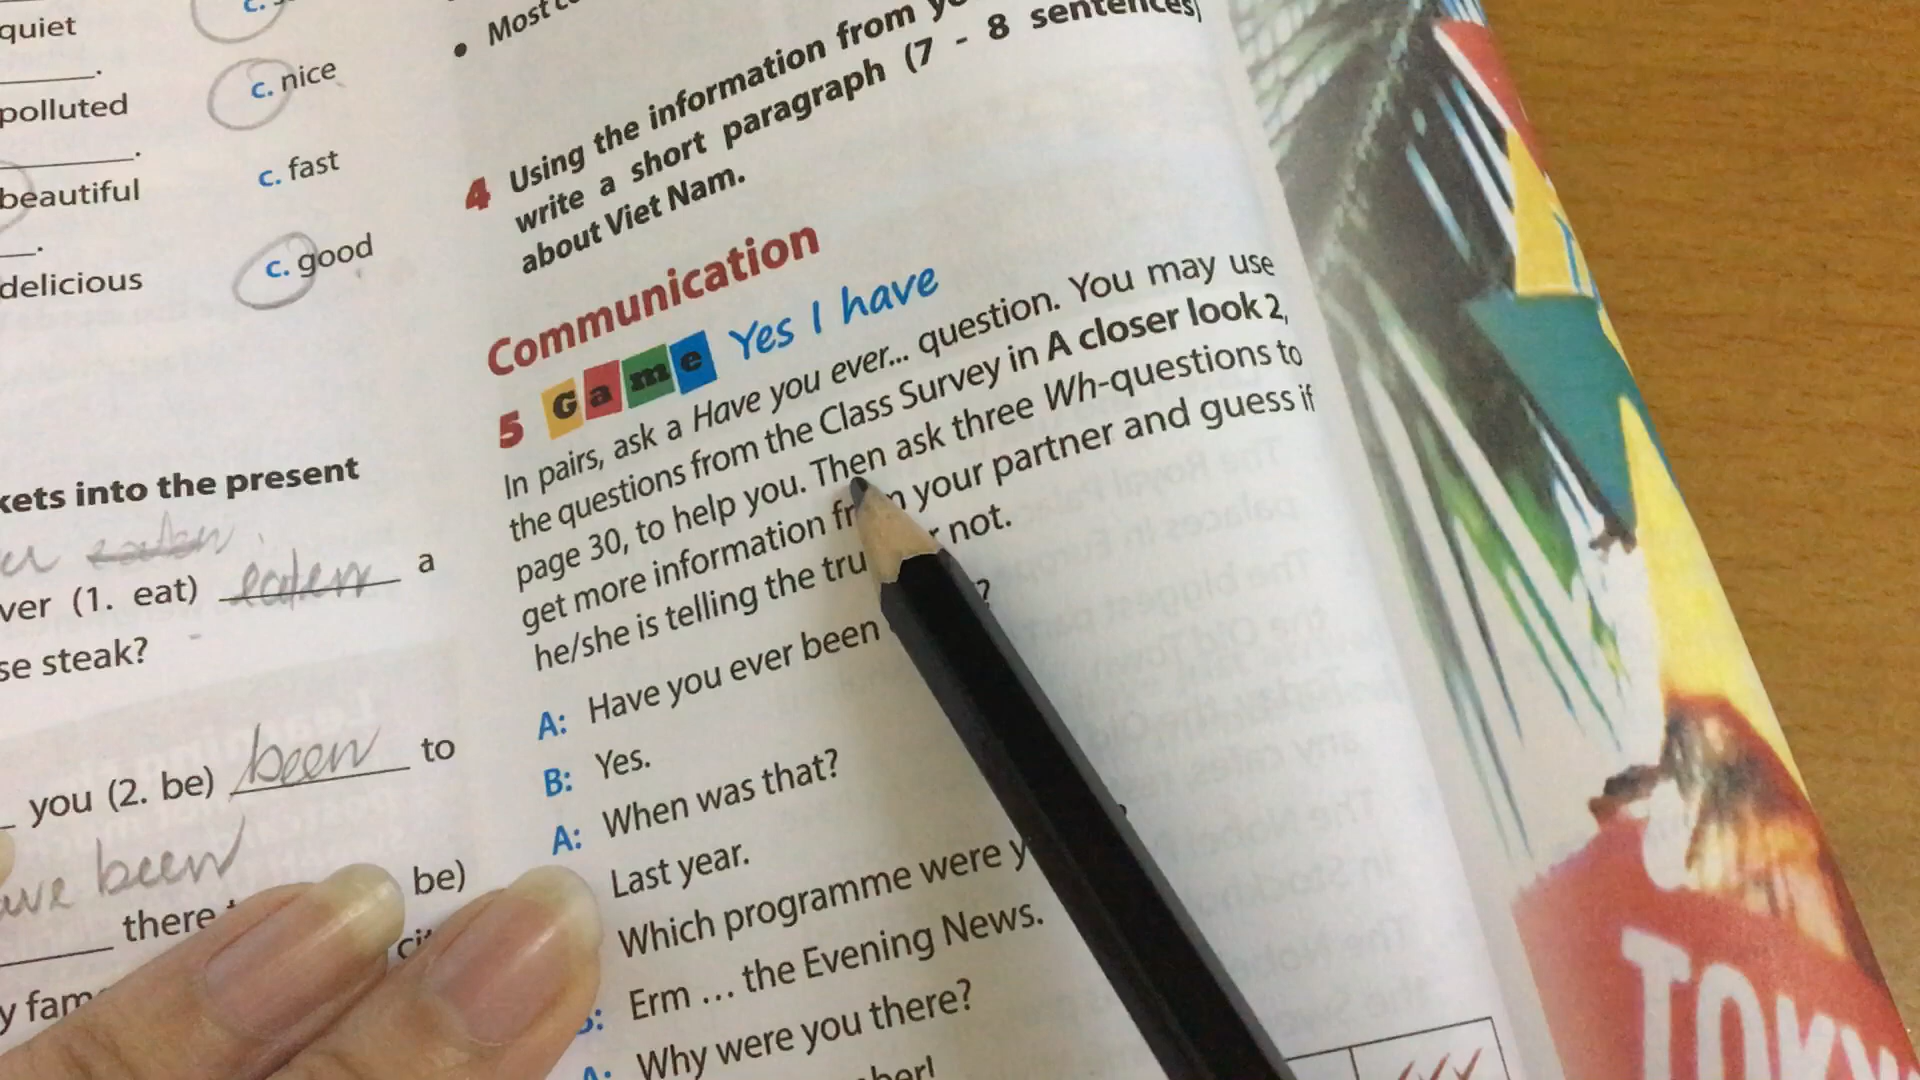 quiet
c.
polluted
c. nice
beautiful
c. fast
delicious
c. good
kets into the present
eaten
ver (1. eat) eaten a
se steak?
you (2. be) been to
ave been
there
be)
y fam
• Most
4 Using the information from
write a short paragraph (7 - 8 sentences)
about Viet Nam.
Communication
5 Game Yes I have
In pairs, ask a Have you ever... question. You may use
the questions from the Class Survey in A closer look 2,
page 30, to help you. Then ask three Wh-questions to
get more information your partner and guess if
he/she is telling the tru not.
A: Have you ever been ?
B: Yes.
A: When was that?
Last year.
Which programme were y
Erm ... the Evening News.
A: Why were you there?
TOKY